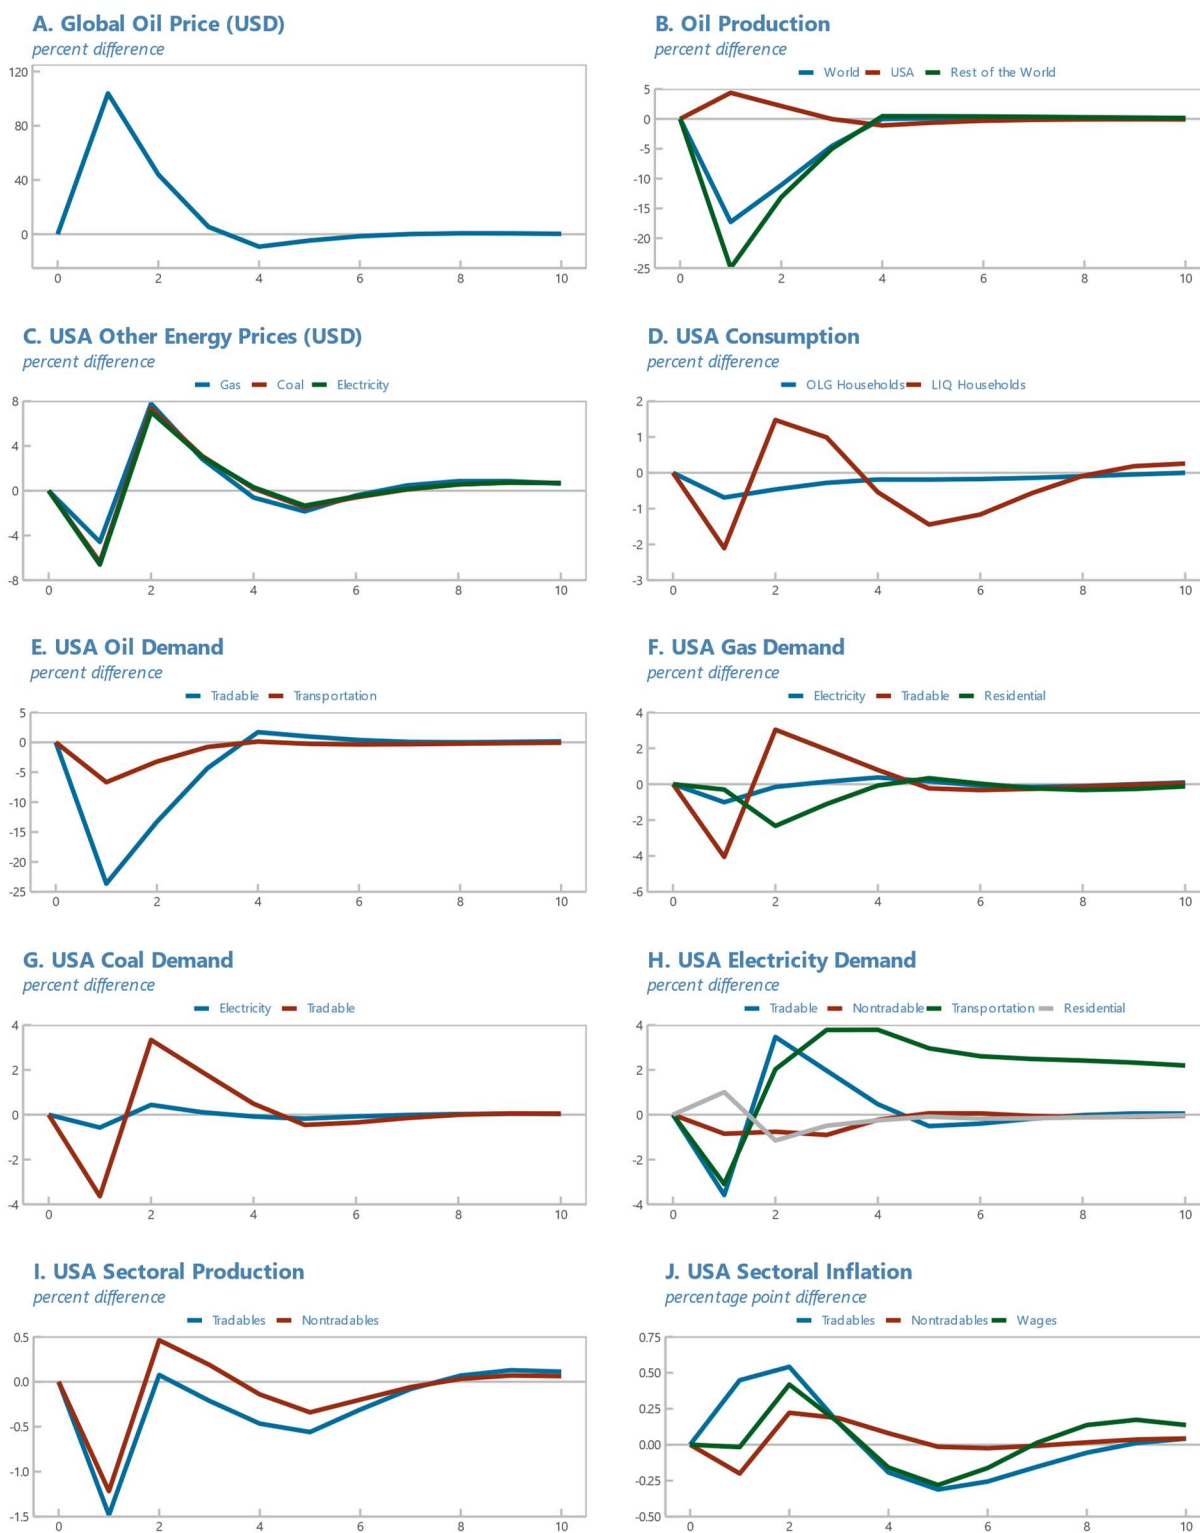 A. Global Oil Price (USD)
percent difference
120
80
40
0
0 2 4 6 8 10
B. Oil Production
percent difference
World USA Rest of the World
5
0
-5
-10
-15
-20
-25
0 2 4 6 8 10
C. USA Other Energy Prices (USD)
percent difference
Gas Coal Electricity
8
4
0
-4
-8
0 2 4 6 8 10
D. USA Consumption
percent difference
OLG Households LIQ Households
2
1
0
-1
-2
-3
0 2 4 6 8 10
E. USA Oil Demand
percent difference
Tradable Transportation
5
0
-5
-10
-15
-20
-25
0 2 4 6 8 10
F. USA Gas Demand
percent difference
Electricity Tradable Residential
4
2
0
-2
-4
-6
0 2 4 6 8 10
G. USA Coal Demand
percent difference
Electricity Tradable
4
2
0
-2
-4
0 2 4 6 8 10
H. USA Electricity Demand
percent difference
Tradable Nontradable Transportation Residential
4
2
0
-2
-4
0 2 4 6 8 10
I. USA Sectoral Production
percent difference
Tradables Nontradables
0.5
0.0
-0.5
-1.0
-1.5
0 2 4 6 8 10
J. USA Sectoral Inflation
percentage point difference
Tradables Nontradables Wages
0.75
0.50
0.25
0.00
-0.25
-0.50
0 2 4 6 8 10